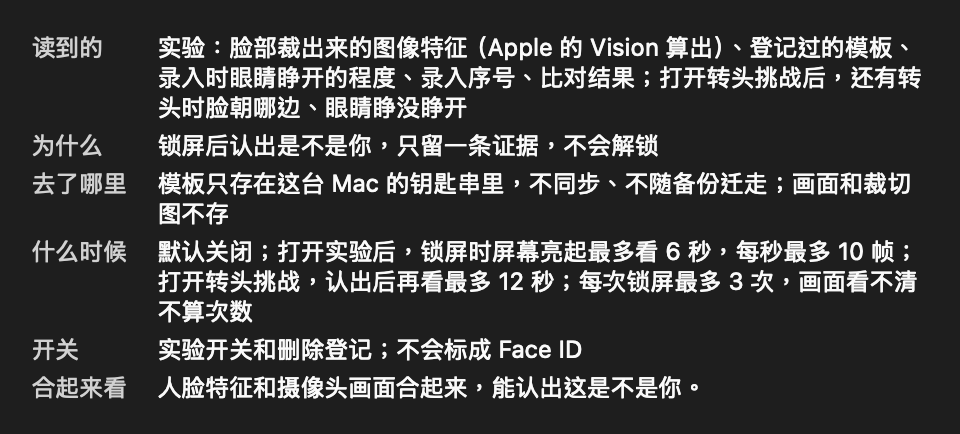 读到的 实验：脸部裁出来的图像特征（Apple 的 Vision 算出）、登记过的模板、
录入时眼睛睁开的程度、录入序号、比对结果；打开转头挑战后，还有转
头时脸朝哪边、眼睛睁没睁开
为什么 锁屏后认出是不是你，只留一条证据，不会解锁
去了哪里 模板只存在这台 Mac 的钥匙串里，不同步、不随备份迁走；画面和裁切
图不存
什么时候 默认关闭；打开实验后，锁屏时屏幕亮起最多看 6 秒，每秒最多 10 帧；
打开转头挑战，认出后再看最多 12 秒；每次锁屏最多 3 次，画面看不清
不算次数
开关 实验开关和删除登记；不会标成 Face ID
合起来看 人脸特征和摄像头画面合起来，能认出这是不是你。